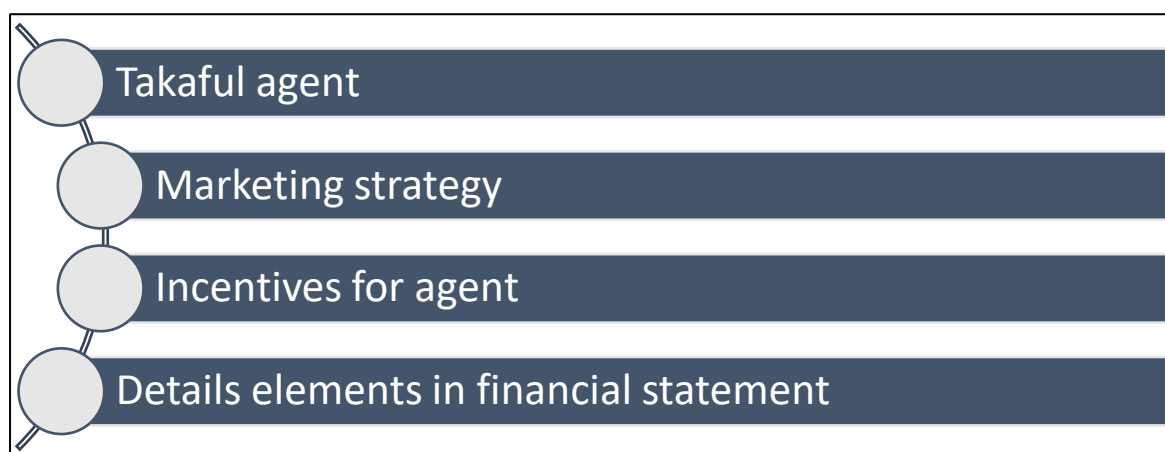 Takaful agent
Marketing strategy
Incentives for agent
Details elements in financial statement